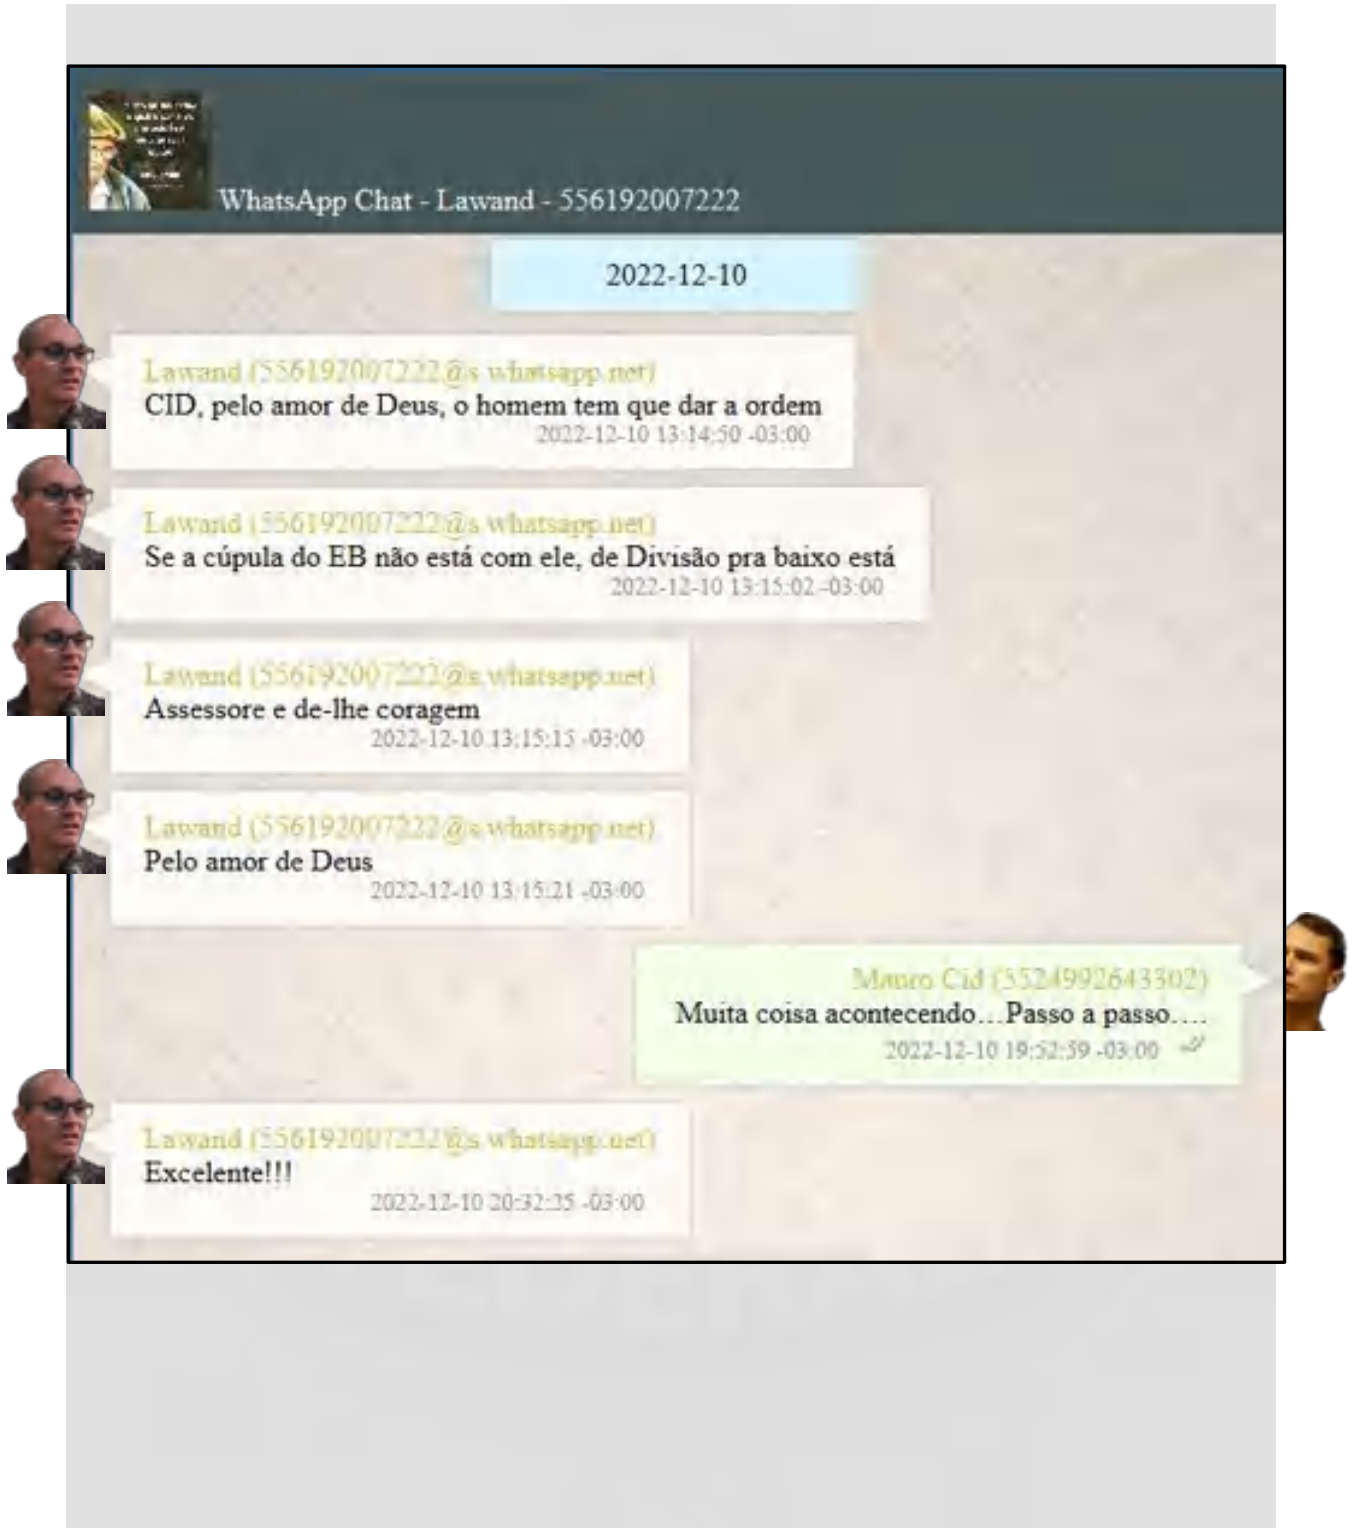 WhatsApp Chat - Lawand - 556192007222
2022-12-10
Lawand (556192007222@s.whatsapp.net)
CID, pelo amor de Deus, o homem tem que dar a ordem
2022-12-10 13:14:50 -03:00
Lawand (556192007222@s.whatsapp.net)
Se a cúpula do EB não está com ele, de Divisão pra baixo está
2022-12-10 13:15:02 -03:00
Lawand (556192007222@s.whatsapp.net)
Assessore e de-lhe coragem
2022-12-10 13:15:15 -03:00
Lawand (556192007222@s.whatsapp.net)
Pelo amor de Deus
2022-12-10 13:15:21 -03:00
Mauro Cid (5524992643302)
Muita coisa acontecendo...Passo a passo....
2022-12-10 19:52:59 -03:00
Lawand (556192007222@s.whatsapp.net)
Excelente!!!
2022-12-10 20:32:25 -03:00